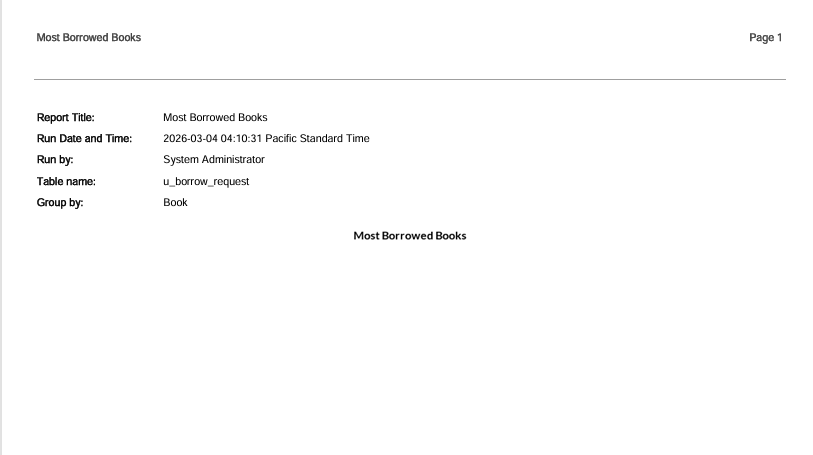 Most Borrowed Books Page 1
Report Title: Most Borrowed Books
Run Date and Time: 2026-03-04 04:10:31 Pacific Standard Time
Run by: System Administrator
Table name: u_borrow_request
Group by: Book
Most Borrowed Books